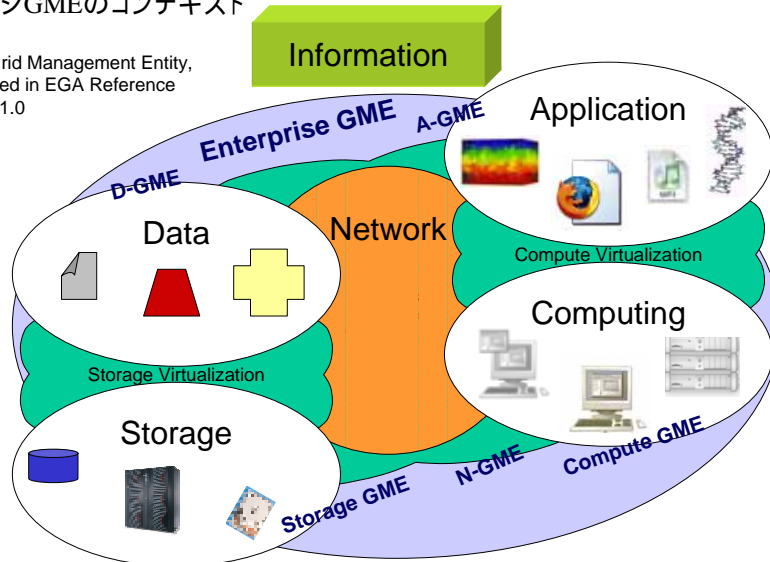 ジGMEのコンテキスト
rid Management Entity,
ed in EGA Reference
1.0
Information
Enterprise GME
A-GME
Application
D-GME
Data
Network
Compute Virtualization
Computing
Storage Virtualization
Storage
Storage GME
N-GME
Compute GME